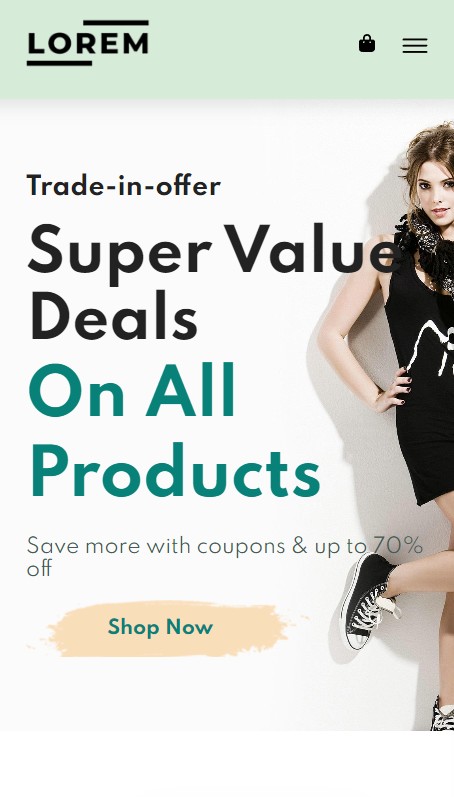 LOREM
Trade-in-offer
Super Value
Deals
On All
Products
Save more with coupons & up to 70%
off
Shop Now